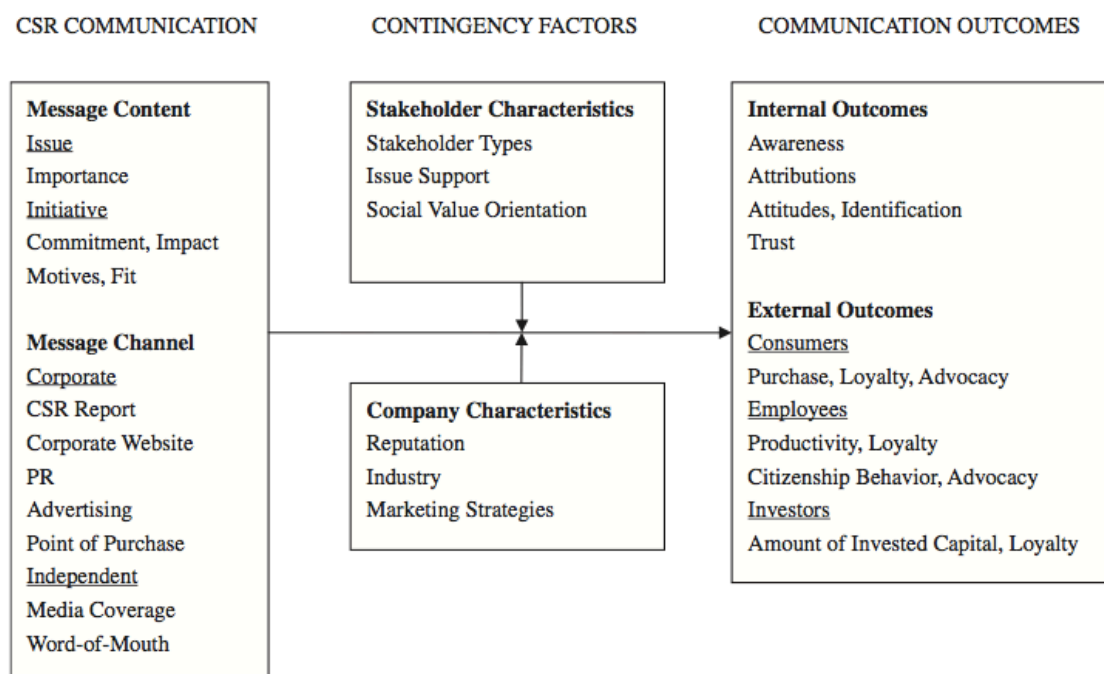 CSR COMMUNICATION
CONTINGENCY FACTORS
COMMUNICATION OUTCOMES
Message Content
Issue
Importance
Initiative
Commitment, Impact
Motives, Fit
Message Channel
Corporate
CSR Report
Corporate Website
PR
Advertising
Point of Purchase
Independent
Media Coverage
Word-of-Mouth
Stakeholder Characteristics
Stakeholder Types
Issue Support
Social Value Orientation
Company Characteristics
Reputation
Industry
Marketing Strategies
Internal Outcomes
Awareness
Attributions
Attitudes, Identification
Trust
External Outcomes
Consumers
Purchase, Loyalty, Advocacy
Employees
Productivity, Loyalty
Citizenship Behavior, Advocacy
Investors
Amount of Invested Capital, Loyalty